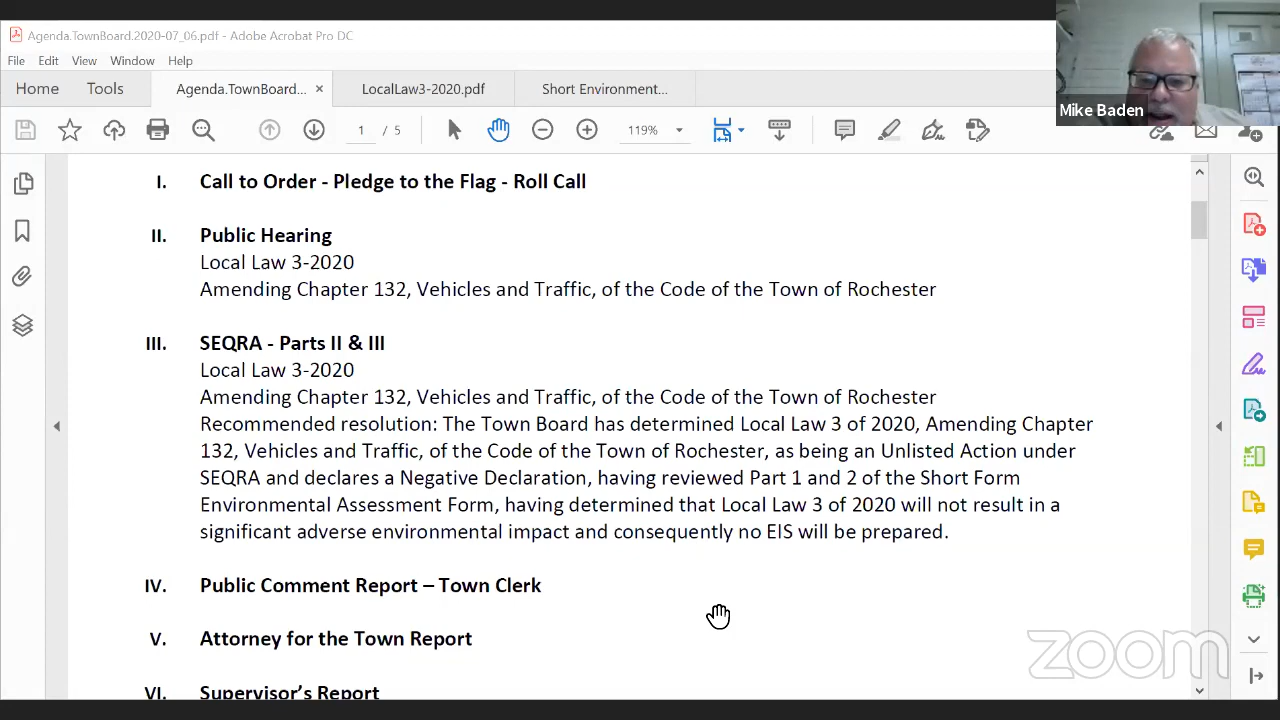 Agenda.TownBoard.2020-07_06.pdf - Adobe Acrobat Pro DC
File Edit View Window Help
Home Tools Agenda.TownBoard... × LocalLaw3-2020.pdf Short Environment...
1 / 5 119%
Mike Baden
I. Call to Order - Pledge to the Flag - Roll Call
II. Public Hearing
Local Law 3-2020
Amending Chapter 132, Vehicles and Traffic, of the Code of the Town of Rochester
III. SEQRA - Parts II & III
Local Law 3-2020
Amending Chapter 132, Vehicles and Traffic, of the Code of the Town of Rochester
Recommended resolution: The Town Board has determined Local Law 3 of 2020, Amending Chapter
132, Vehicles and Traffic, of the Code of the Town of Rochester, as being an Unlisted Action under
SEQRA and declares a Negative Declaration, having reviewed Part 1 and 2 of the Short Form
Environmental Assessment Form, having determined that Local Law 3 of 2020 will not result in a
significant adverse environmental impact and consequently no EIS will be prepared.
IV. Public Comment Report – Town Clerk
V. Attorney for the Town Report
VI. Supervisor’s Report
zoom